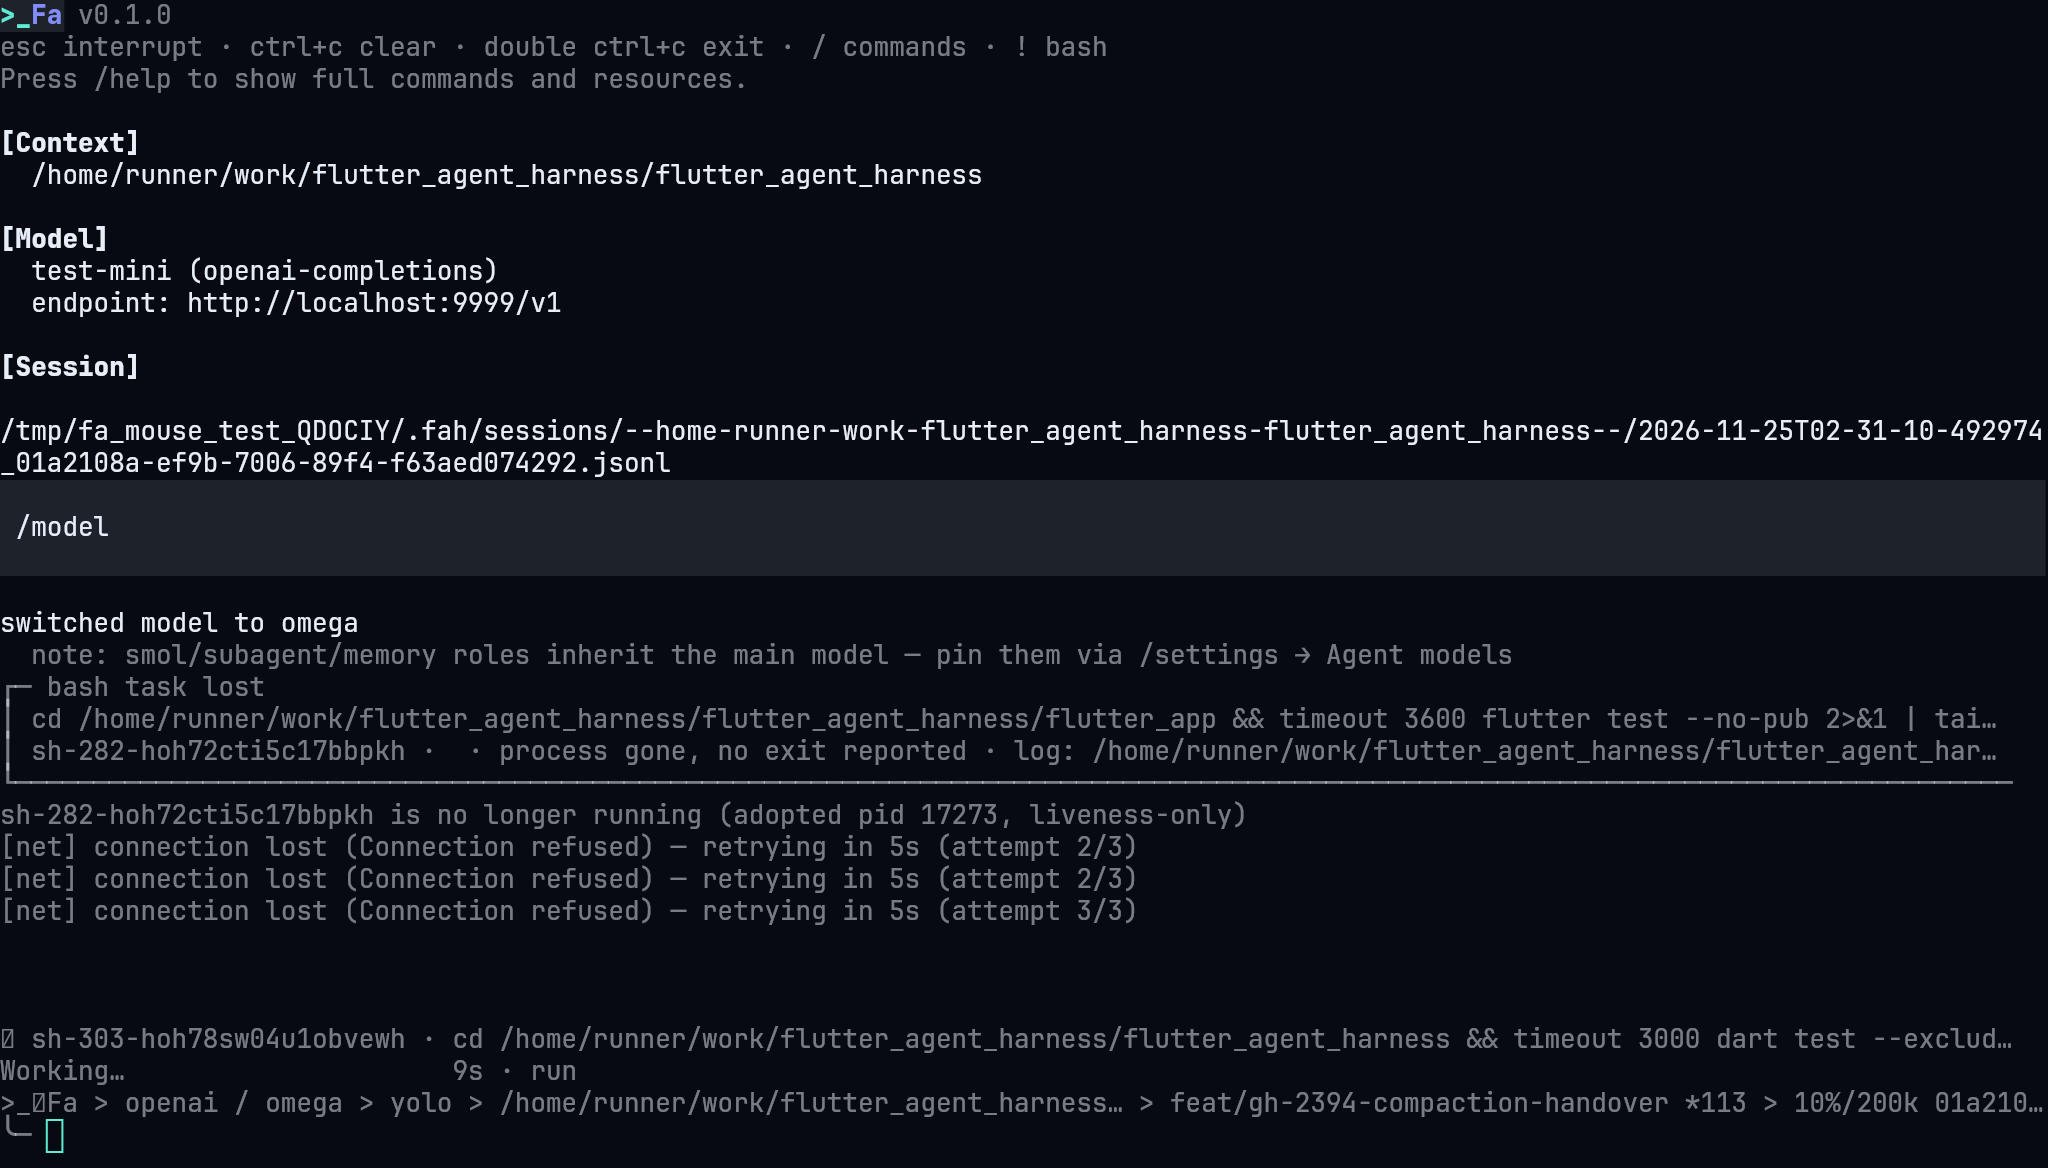 >_Fa v0.1.0
esc interrupt · ctrl+c clear · double ctrl+c exit · / commands · ! bash
Press /help to show full commands and resources.
[Context]
/home/runner/work/flutter_agent_harness/flutter_agent_harness
[Model]
test-mini (openai-completions)
endpoint: http://localhost:9999/v1
[Session]
/tmp/fa_mouse_test_QDOCIY/.fah/sessions/--home-runner-work-flutter_agent_harness-flutter_agent_harness--/2026-11-25T02-31-10-492974
_01a2108a-ef9b-7006-89f4-f63aed074292.jsonl
/model
switched model to omega
note: smol/subagent/memory roles inherit the main model — pin them via /settings → Agent models
bash task lost
cd /home/runner/work/flutter_agent_harness/flutter_agent_harness/flutter_app && timeout 3600 flutter test --no-pub 2>&1 | tai…
sh-282-hoh72cti5c17bbpkh ·  · process gone, no exit reported · log: /home/runner/work/flutter_agent_harness/flutter_agent_har…
sh-282-hoh72cti5c17bbpkh is no longer running (adopted pid 17273, liveness-only)
[net] connection lost (Connection refused) — retrying in 5s (attempt 2/3)
[net] connection lost (Connection refused) — retrying in 5s (attempt 2/3)
[net] connection lost (Connection refused) — retrying in 5s (attempt 3/3)
sh-303-hoh78sw04u1obvewh · cd /home/runner/work/flutter_agent_harness/flutter_agent_harness && timeout 3000 dart test --exclud…
Working… 9s · run
>_Fa > openai / omega > yolo > /home/runner/work/flutter_agent_harness… > feat/gh-2394-compaction-handover *113 > 10%/200k 01a210…